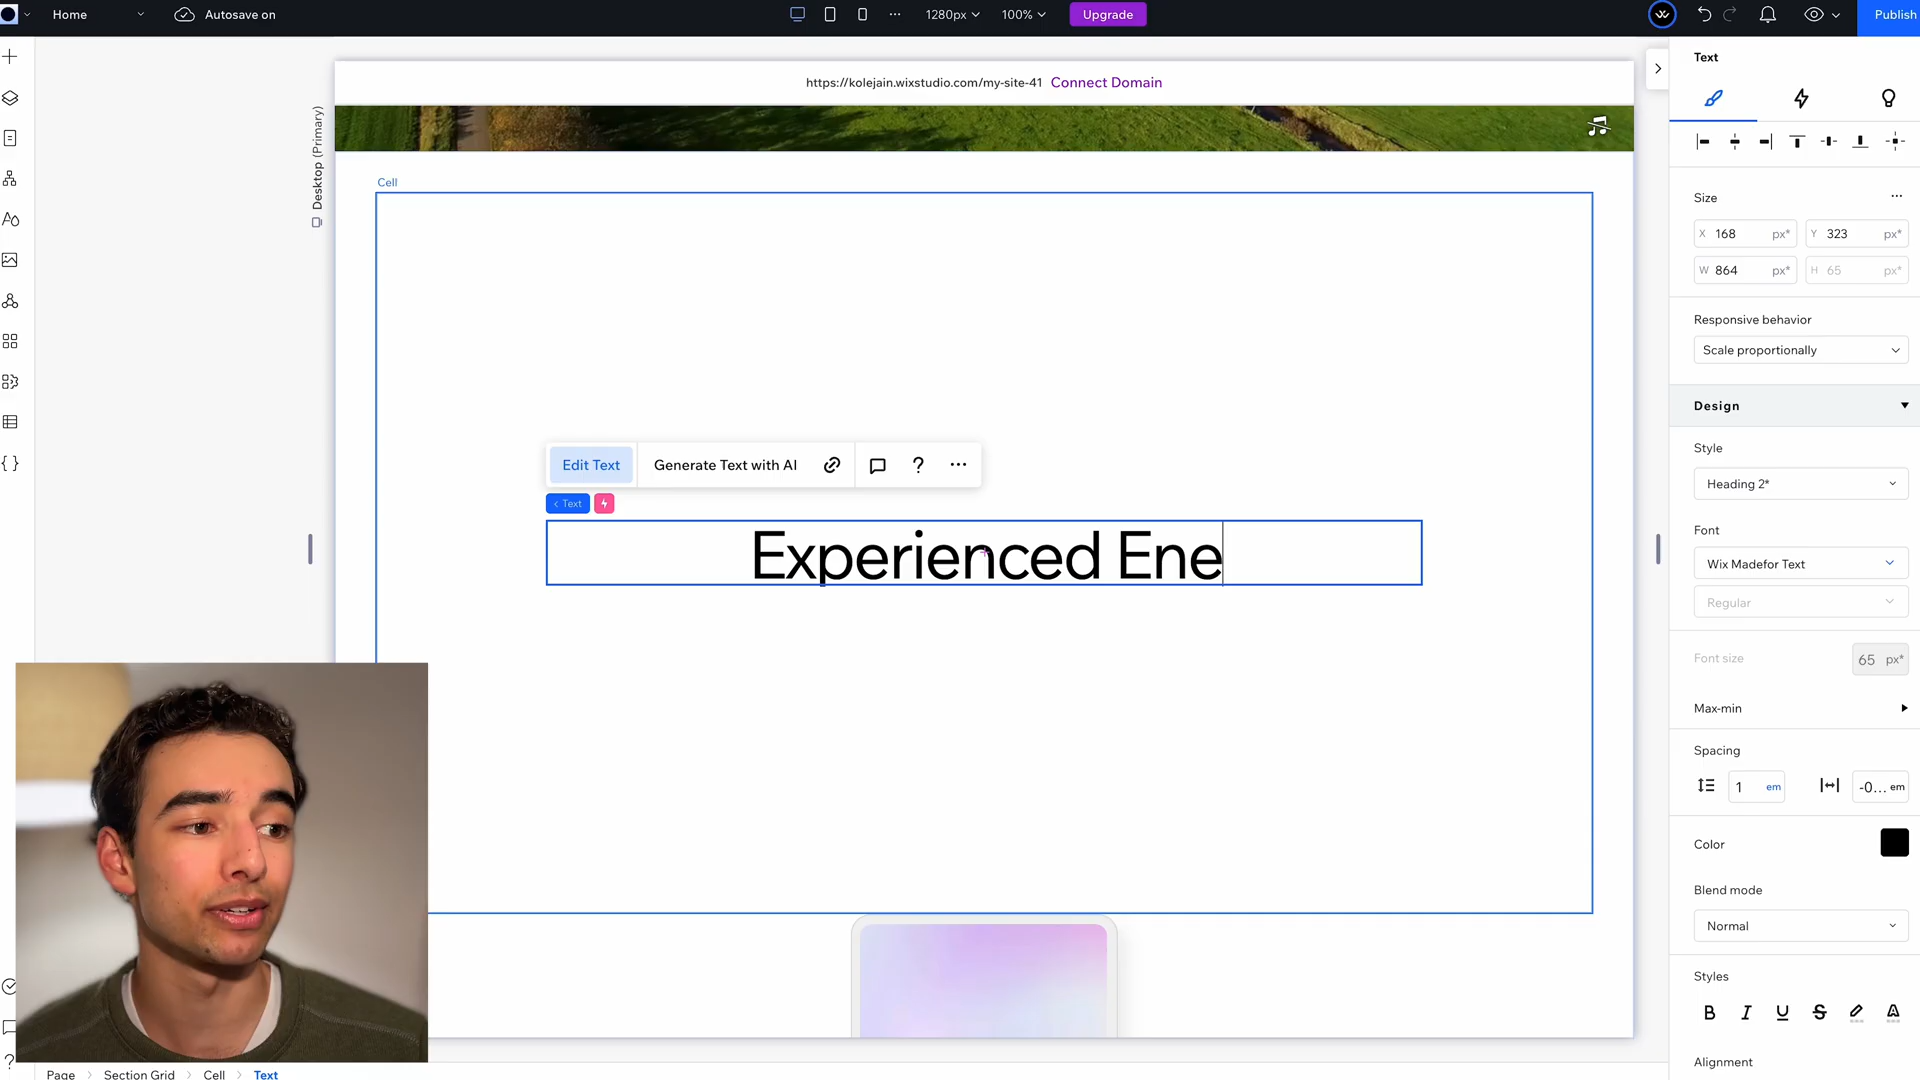 Home
Autosave on
1280px
100%
Upgrade
Publish
https://kolejain.wixstudio.com/my-site-41 Connect Domain
Desktop (Primary)
Cell
Edit Text
Generate Text with AI
?
Text
Experienced Ene
Text
Size
X 168 px*
Y 323 px*
W 864 px*
H 65 px*
Responsive behavior
Scale proportionally
Design
Style
Heading 2*
Font
Wix Madefor Text
Regular
Font size
65 px*
Max-min
Spacing
1 em
-0... em
Color
Blend mode
Normal
Styles
B I U S A
Alignment
Page > Section Grid > Cell > Text